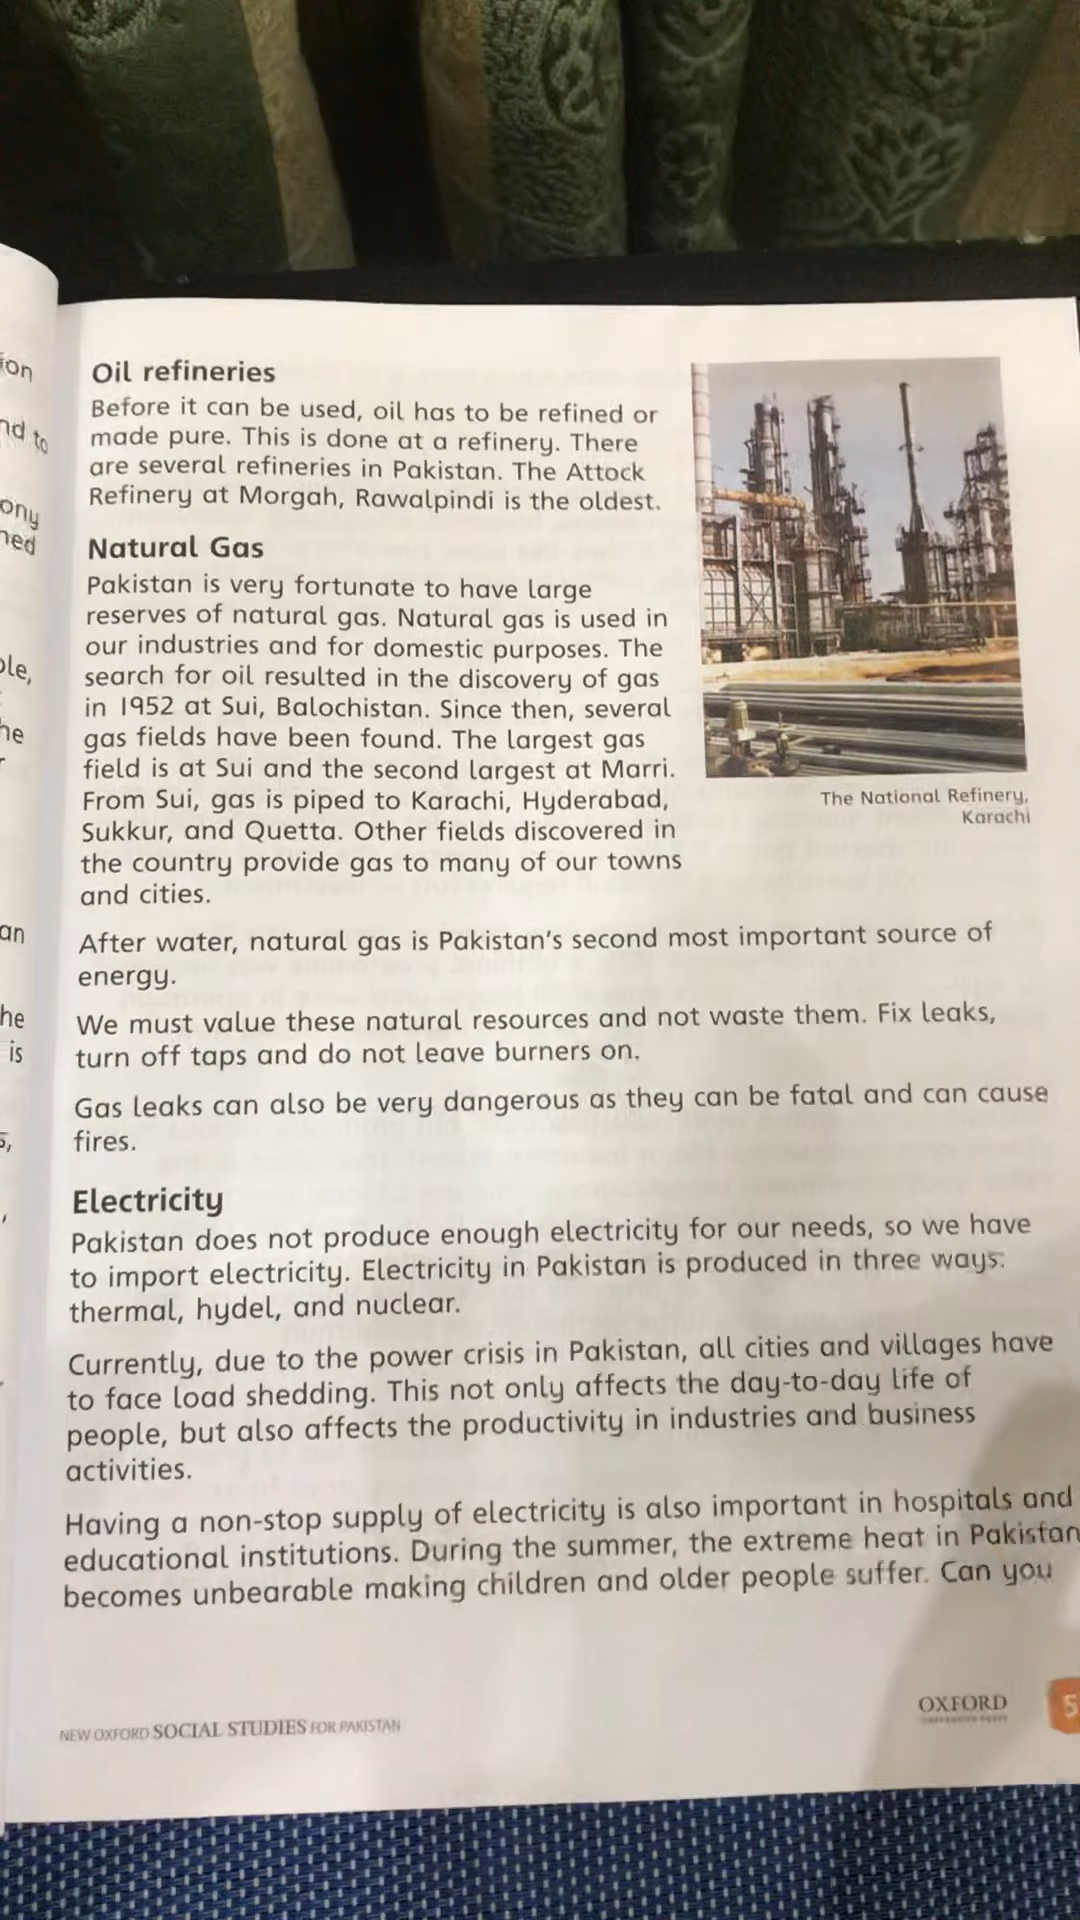 ion
nd to
ony
ned
ole,
he
an
he
is
s,
Oil refineries
Before it can be used, oil has to be refined or
made pure. This is done at a refinery. There
are several refineries in Pakistan. The Attock
Refinery at Morgah, Rawalpindi is the oldest.
Natural Gas
Pakistan is very fortunate to have large
reserves of natural gas. Natural gas is used in
our industries and for domestic purposes. The
search for oil resulted in the discovery of gas
in 1952 at Sui, Balochistan. Since then, several
gas fields have been found. The largest gas
field is at Sui and the second largest at Marri.
From Sui, gas is piped to Karachi, Hyderabad,
Sukkur, and Quetta. Other fields discovered in
the country provide gas to many of our towns
and cities.
The National Refinery,
Karachi
After water, natural gas is Pakistan's second most important source of
energy.
We must value these natural resources and not waste them. Fix leaks,
turn off taps and do not leave burners on.
Gas leaks can also be very dangerous as they can be fatal and can cause
fires.
Electricity
Pakistan does not produce enough electricity for our needs, so we have
to import electricity. Electricity in Pakistan is produced in three ways:
thermal, hydel, and nuclear.
Currently, due to the power crisis in Pakistan, all cities and villages have
to face load shedding. This not only affects the day-to-day life of
people, but also affects the productivity in industries and business
activities.
Having a non-stop supply of electricity is also important in hospitals and
educational institutions. During the summer, the extreme heat in Pakistan
becomes unbearable making children and older people suffer. Can you
NEW OXFORD SOCIAL STUDIES FOR PAKISTAN
OXFORD
5